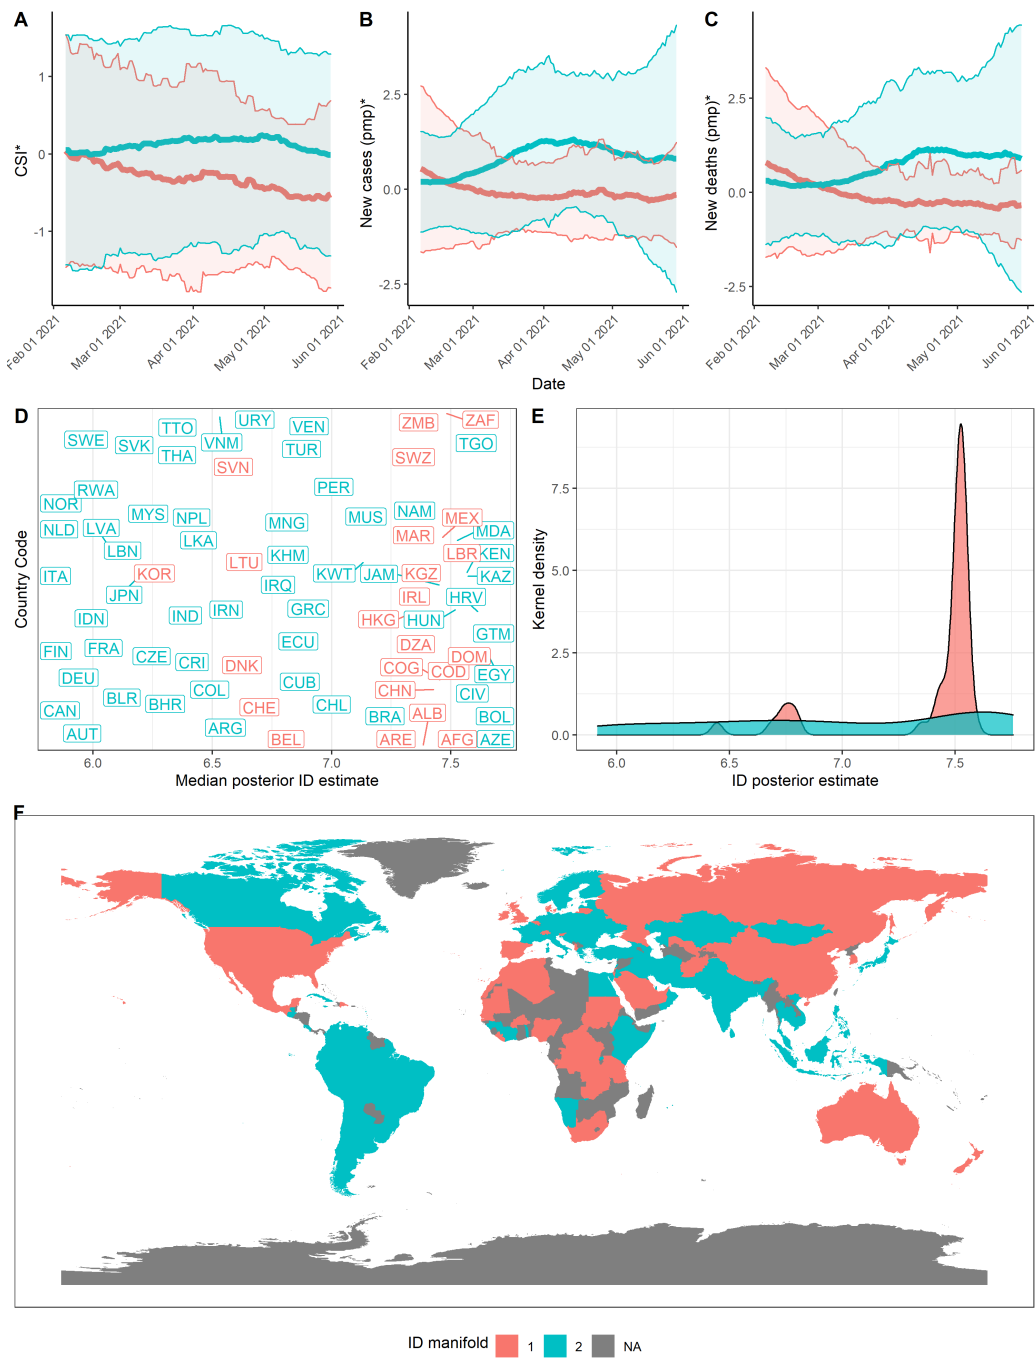 A
B
C
CSI*
1
0
-1
New cases (pmp)*
2.5
0.0
-2.5
New deaths (pmp)*
2.5
0.0
-2.5
Feb 01 2021
Mar 01 2021
Apr 01 2021
May 01 2021
Jun 01 2021
Feb 01 2021
Mar 01 2021
Apr 01 2021
May 01 2021
Jun 01 2021
Feb 01 2021
Mar 01 2021
Apr 01 2021
May 01 2021
Jun 01 2021
Date
D
Country Code
SWE SVK TTO THA VNM URY SVN VEN TUR ZMB ZAF TGO SWZ
NOR RWA MYS NPL LKA MNG PER MUS NAM MAR MEX MDA
NLD LVA LBN KOR JPN LTU KHM IRQ KWT JAM KGZ LBR KEN KAZ
ITA IDN IND IRN GRC HKG IRL HUN HRV GTM
FIN FRA CZE CRI DNK ECU DZA COG COD DOM EGY
DEU BLR BHR COL CHE CUB CHL CHN CIV
CAN AUT ARG BEL BRA ALB ARE AFG BOL AZE
6.0 6.5 7.0 7.5
Median posterior ID estimate
E
Kernel density
7.5
5.0
2.5
0.0
6.0 6.5 7.0 7.5
ID posterior estimate
F
ID manifold 1 2 NA